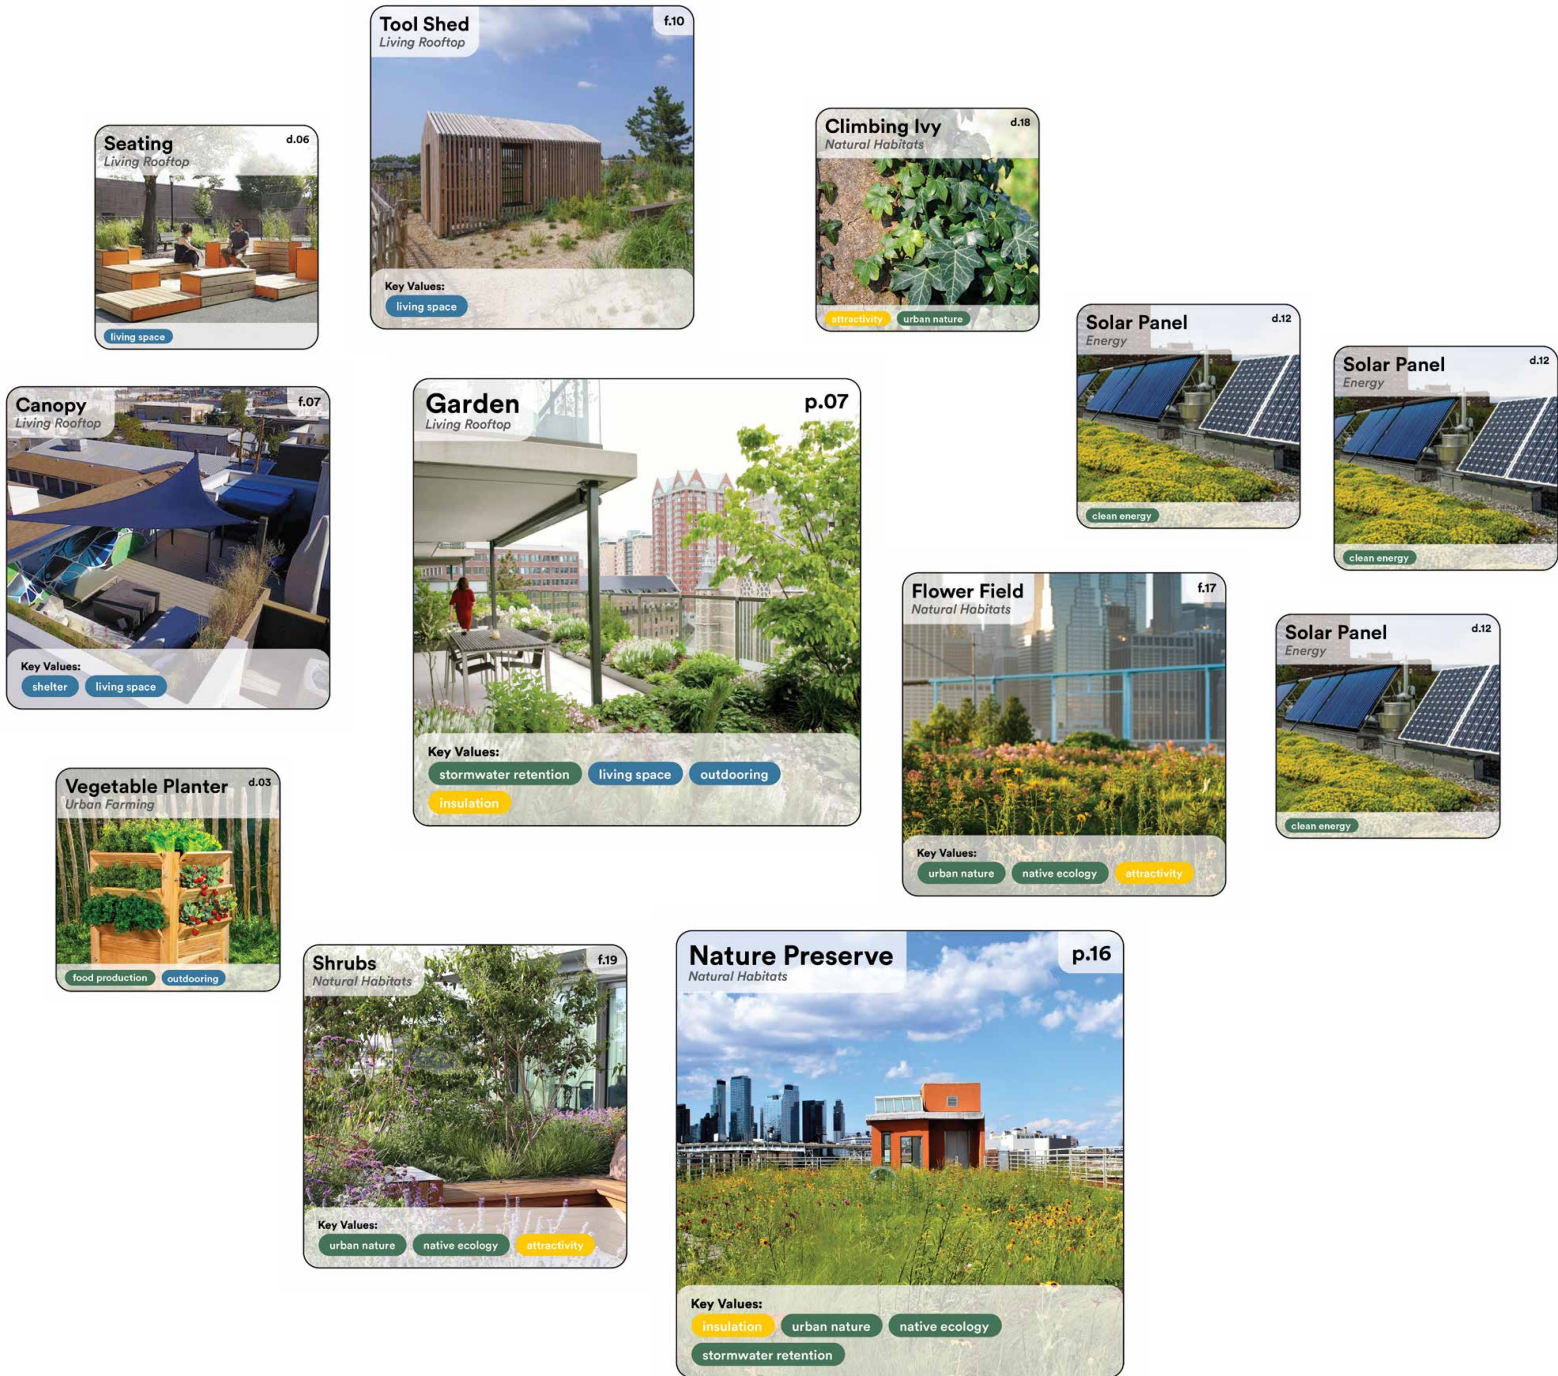 Tool Shed
Living Rooftop
f.10
Key Values:
living space
Seating
Living Rooftop
d.06
living space
Climbing Ivy
Natural Habitats
d.18
attractivity urban nature
Solar Panel
Energy
d.12
clean energy
Solar Panel
Energy
d.12
clean energy
Canopy
Living Rooftop
f.07
Key Values:
shelter living space
Garden
Living Rooftop
p.07
Key Values:
stormwater retention living space outdooring
insulation
Flower Field
Natural Habitats
f.17
Key Values:
urban nature native ecology attractivity
Solar Panel
Energy
d.12
clean energy
Vegetable Planter
Urban Farming
d.03
food production outdooring
Shrubs
Natural Habitats
f.19
Key Values:
urban nature native ecology attractivity
Nature Preserve
Natural Habitats
p.16
Key Values:
insulation urban nature native ecology
stormwater retention